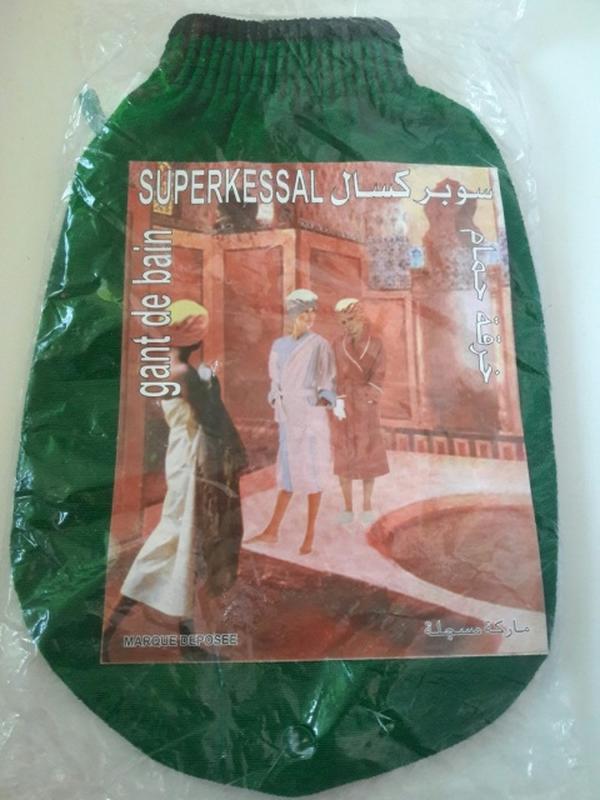 SUPERKESSAL سوبر كسال
gant de bain
خرقة حمام
MARQUE DEPOSEE
ماركة مسجلة